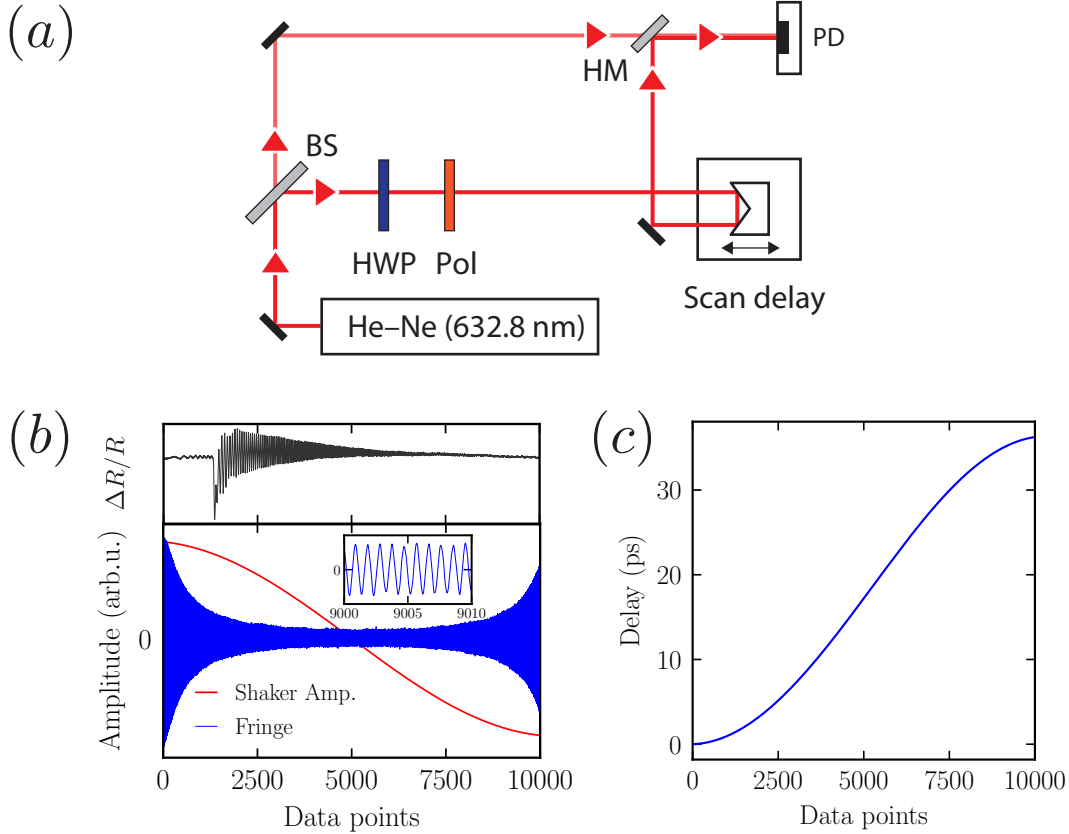 (a)
PD
HM
BS
HWP
Pol
Scan delay
He–Ne (632.8 nm)
(b)
ΔR/R
Amplitude (arb.u.)
0
0
9000
9005
9010
Shaker Amp.
Fringe
0
2500
5000
7500
10000
Data points
(c)
Delay (ps)
30
20
10
0
0
2500
5000
7500
10000
Data points